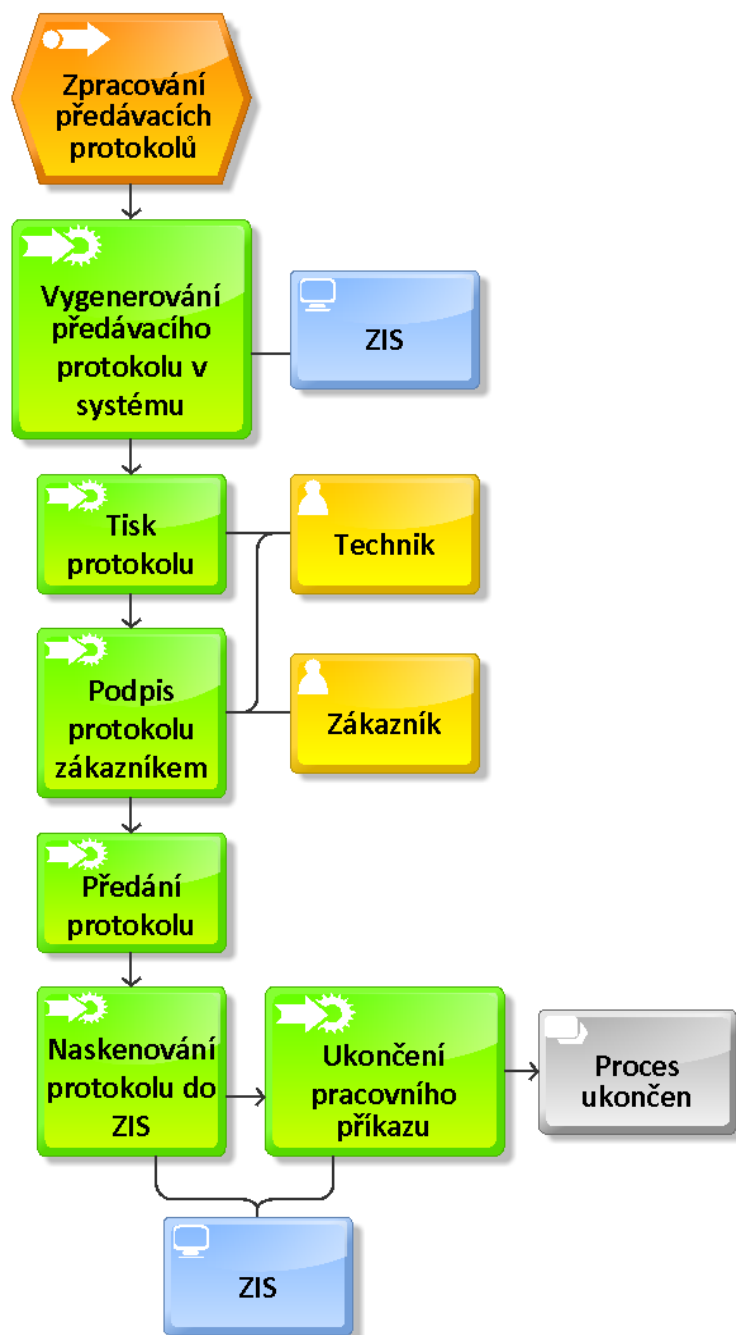 Zpracování
předávacích
protokolů
Vygenerování
předávacího
protokolu v
systému
ZIS
Tisk
protokolu
Technik
Podpis
protokolu
zákazníkem
Zákazník
Předání
protokolu
Naskenování
protokolu do
ZIS
Ukončení
pracovního
příkazu
Proces
ukončen
ZIS